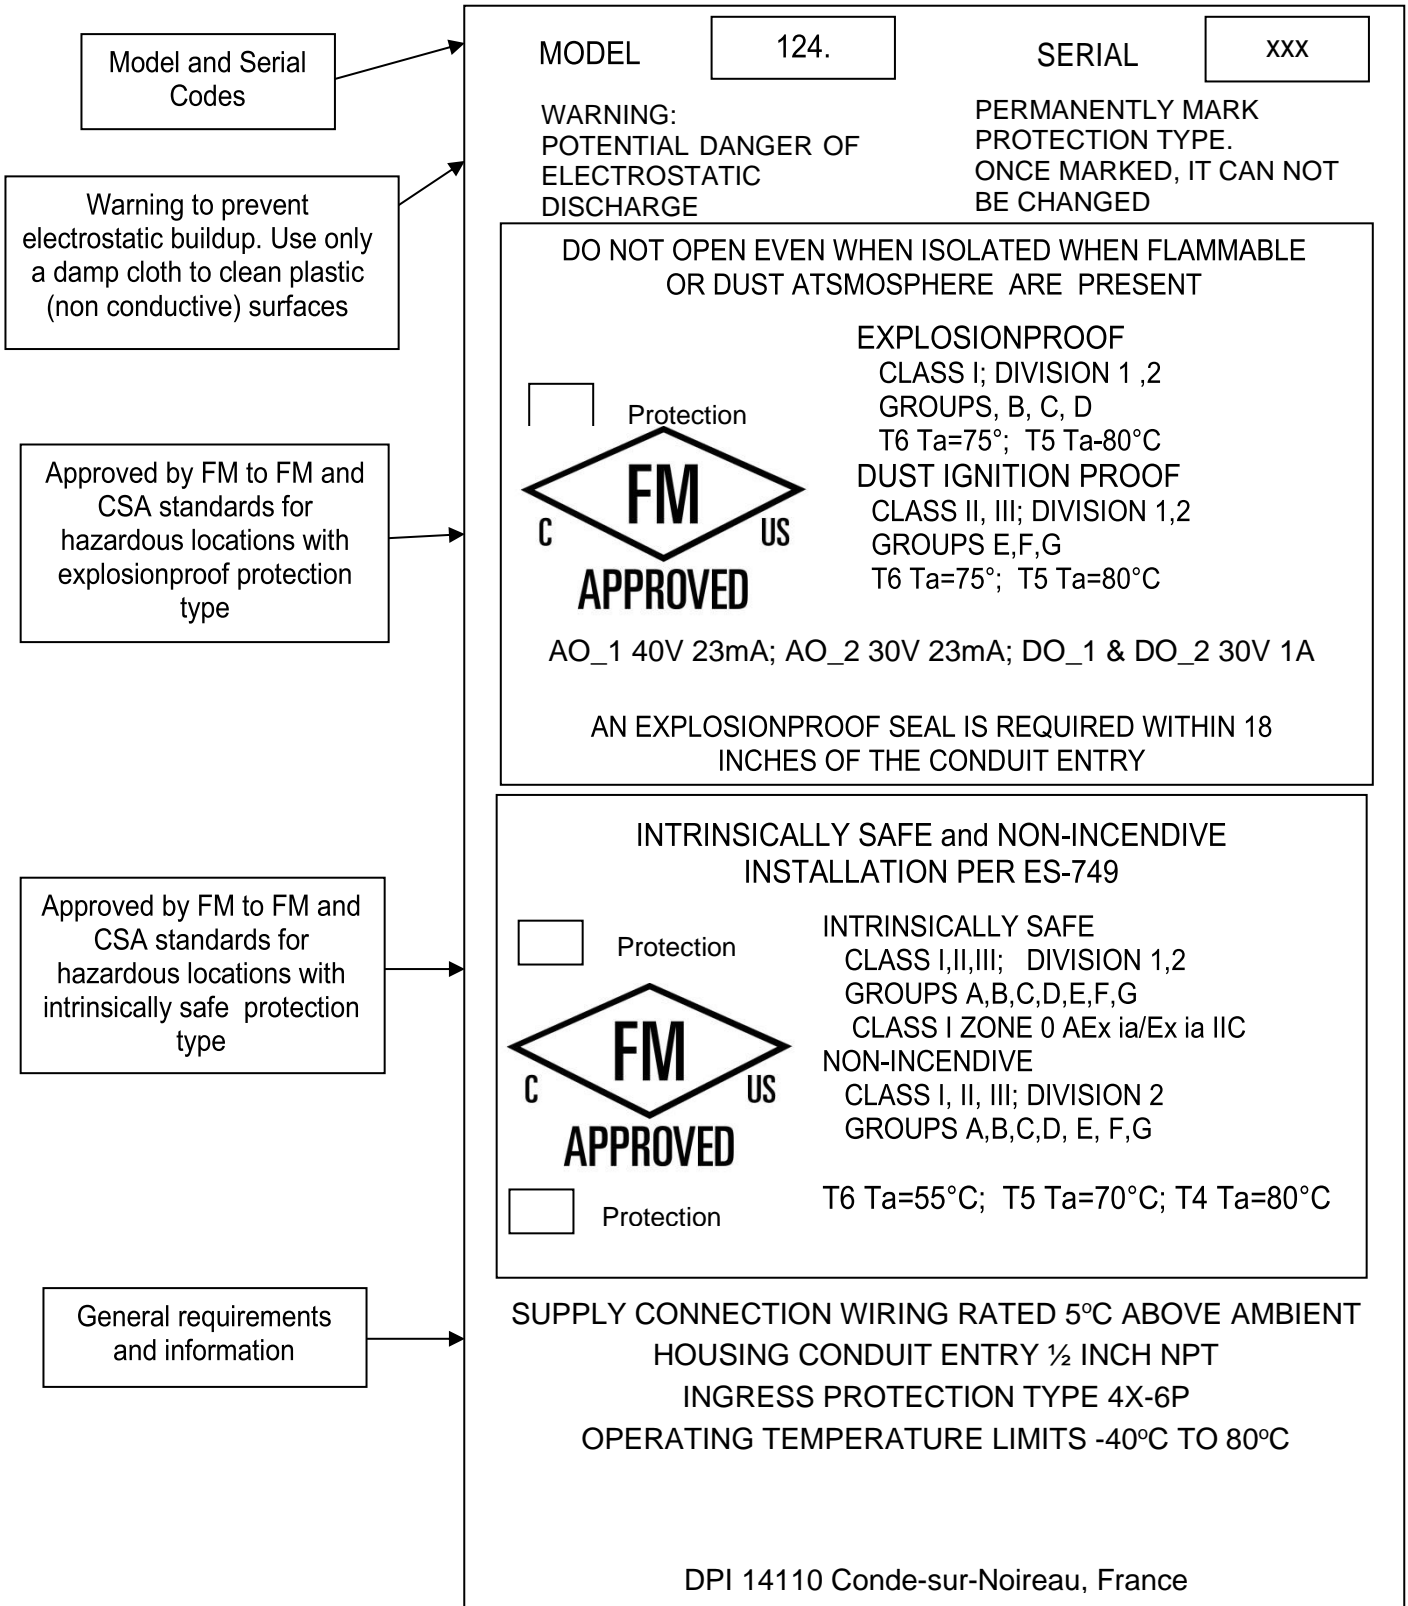 Model and Serial
Codes
Warning to prevent
electrostatic buildup. Use only
a damp cloth to clean plastic
(non conductive) surfaces
Approved by FM to FM and
CSA standards for
hazardous locations with
explosionproof protection
type
Approved by FM to FM and
CSA standards for
hazardous locations with
intrinsically safe protection
type
General requirements
and information
MODEL 124. SERIAL xxx
WARNING:
POTENTIAL DANGER OF
ELECTROSTATIC
DISCHARGE
PERMANENTLY MARK
PROTECTION TYPE.
ONCE MARKED, IT CAN NOT
BE CHANGED
DO NOT OPEN EVEN WHEN ISOLATED WHEN FLAMMABLE
OR DUST ATSMOSPHERE ARE PRESENT
Protection
FM
C US
APPROVED
EXPLOSIONPROOF
CLASS I; DIVISION 1 ,2
GROUPS, B, C, D
T6 Ta=75°; T5 Ta-80°C
DUST IGNITION PROOF
CLASS II, III; DIVISION 1,2
GROUPS E,F,G
T6 Ta=75°; T5 Ta=80°C
AO_1 40V 23mA; AO_2 30V 23mA; DO_1 & DO_2 30V 1A
AN EXPLOSIONPROOF SEAL IS REQUIRED WITHIN 18
INCHES OF THE CONDUIT ENTRY
INTRINSICALLY SAFE and NON-INCENDIVE
INSTALLATION PER ES-749
Protection
FM
C US
APPROVED
Protection
INTRINSICALLY SAFE
CLASS I,II,III; DIVISION 1,2
GROUPS A,B,C,D,E,F,G
CLASS I ZONE 0 AEx ia/Ex ia IIC
NON-INCENDIVE
CLASS I, II, III; DIVISION 2
GROUPS A,B,C,D, E, F,G
T6 Ta=55°C; T5 Ta=70°C; T4 Ta=80°C
SUPPLY CONNECTION WIRING RATED 5ºC ABOVE AMBIENT
HOUSING CONDUIT ENTRY ½ INCH NPT
INGRESS PROTECTION TYPE 4X-6P
OPERATING TEMPERATURE LIMITS -40ºC TO 80ºC
DPI 14110 Conde-sur-Noireau, France